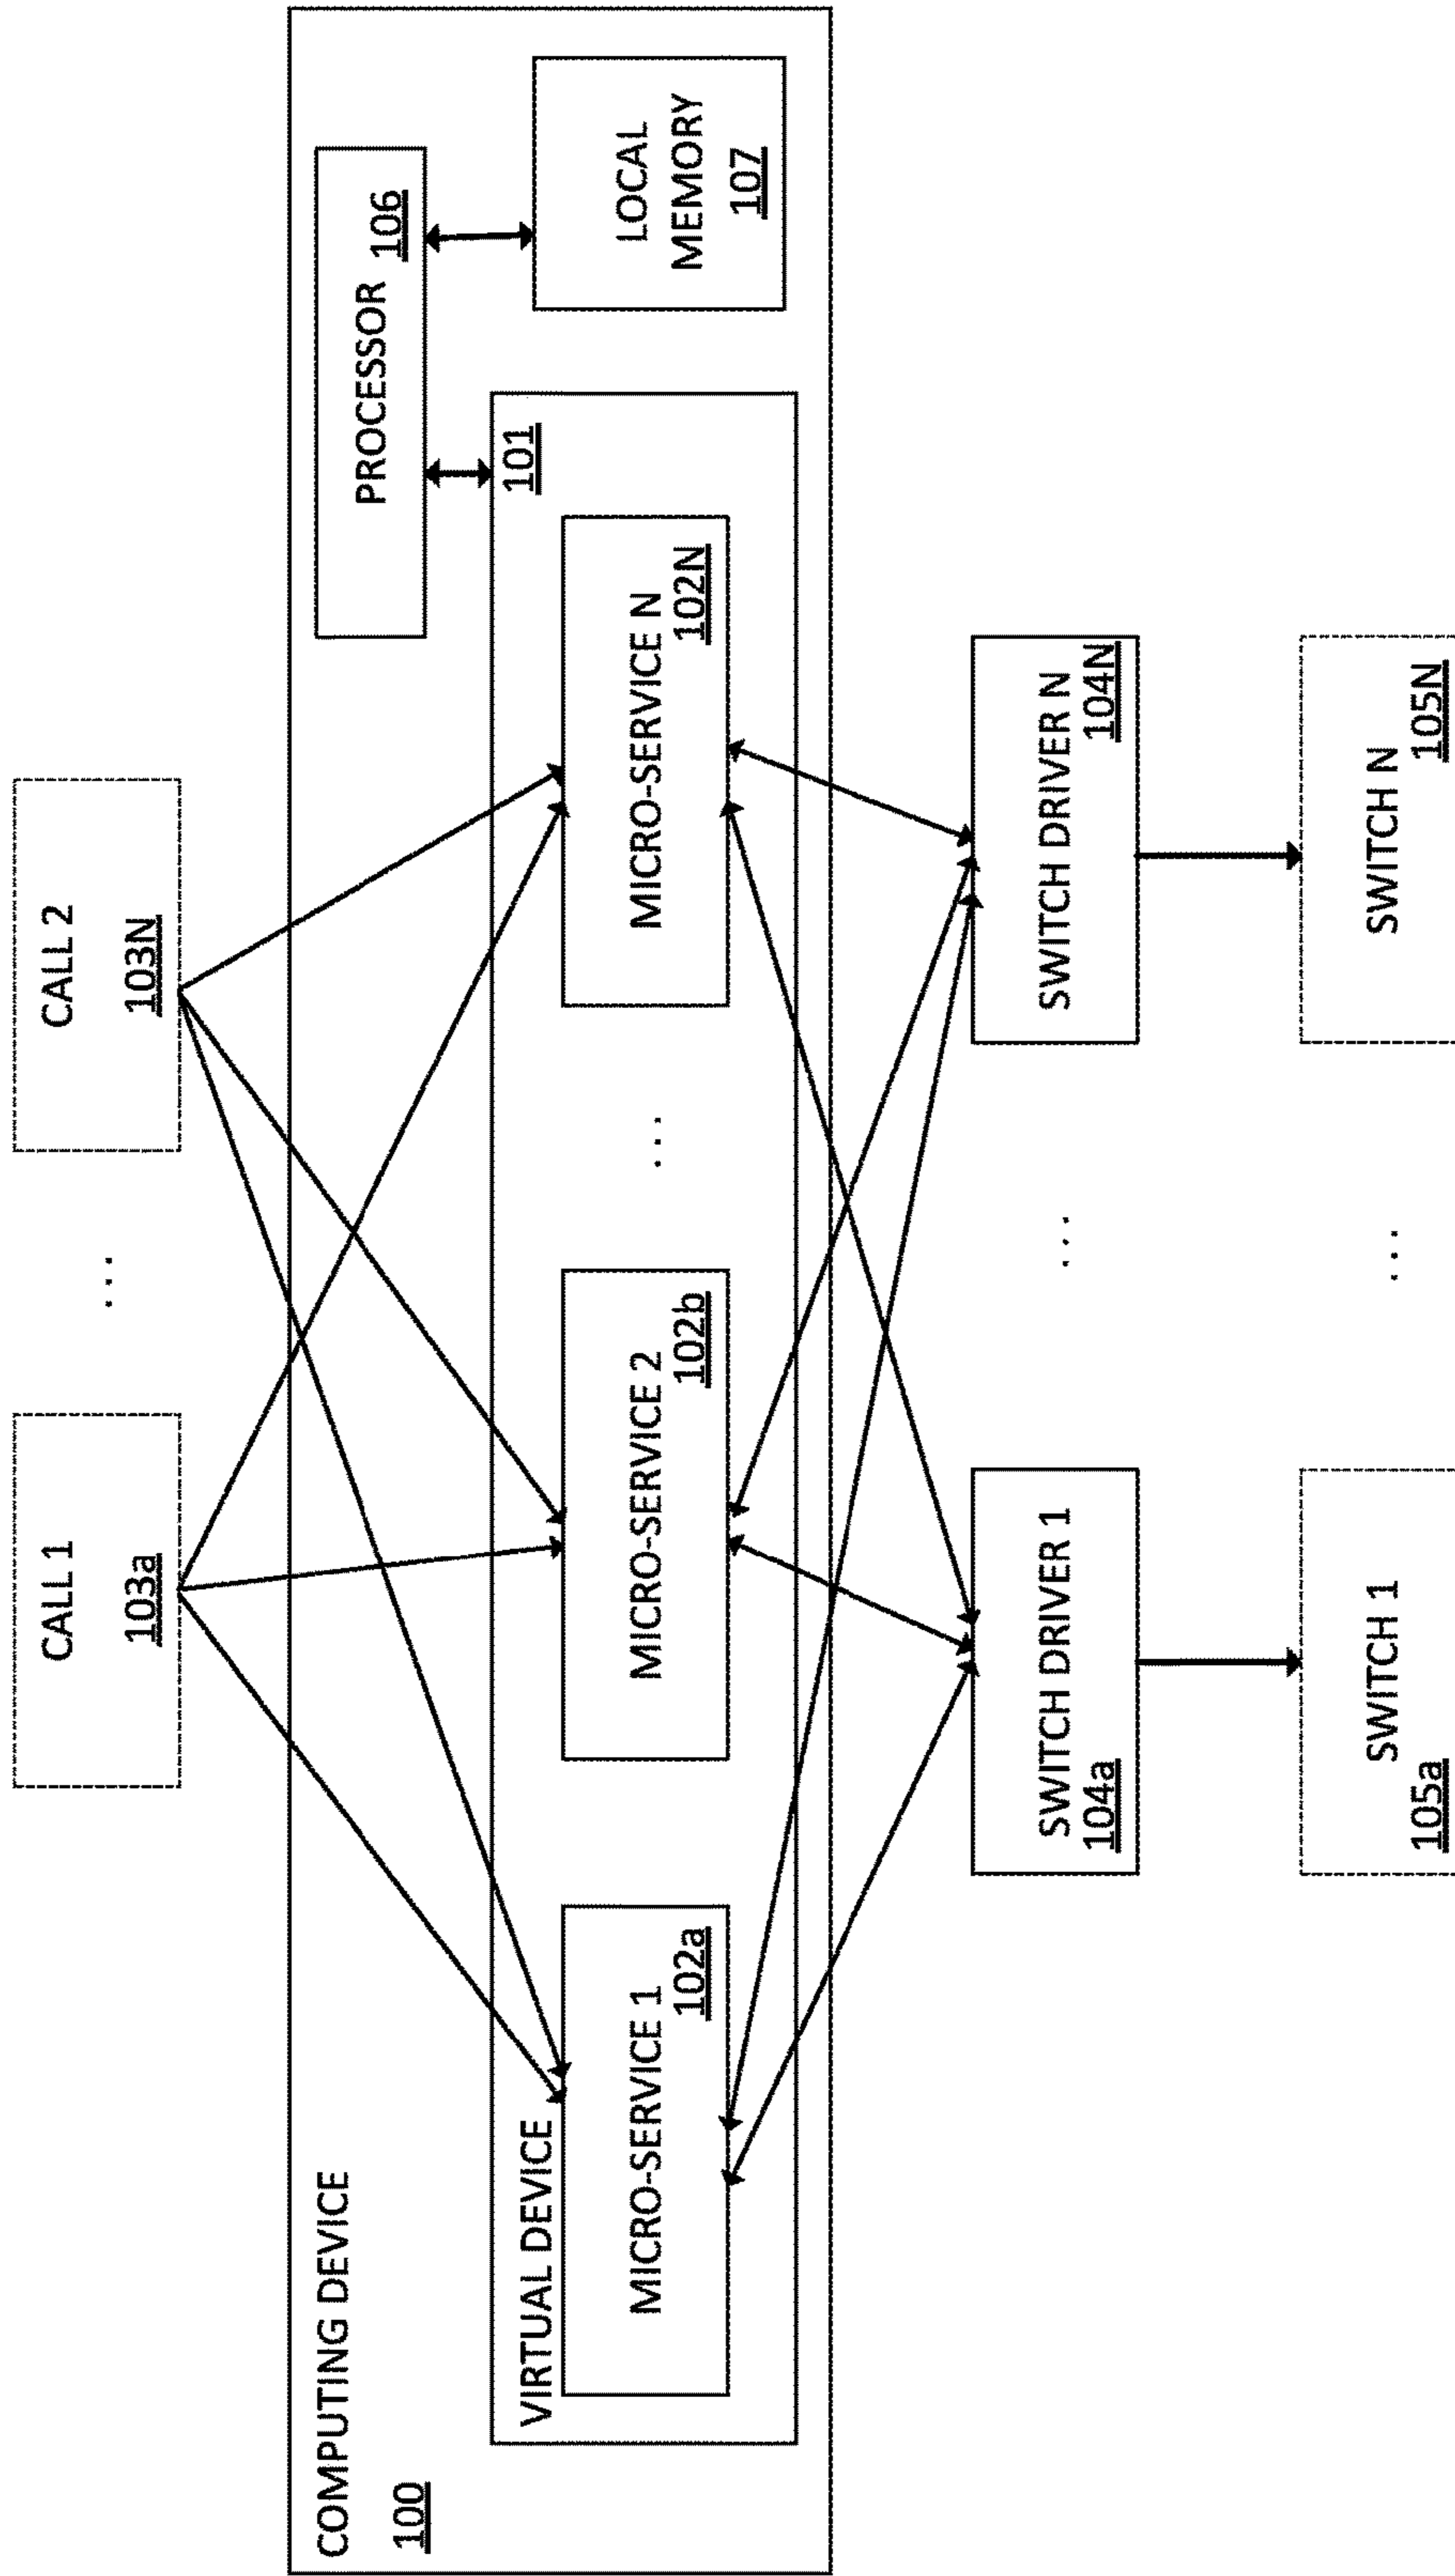 CALL 1
103a
...
CALL 2
103N
COMPUTING DEVICE
100
PROCESSOR
106
VIRTUAL DEVICE
101
MICRO-SERVICE 1
102a
MICRO-SERVICE 2
102b
...
MICRO-SERVICE N
102N
LOCAL
MEMORY
107
SWITCH DRIVER 1
104a
...
SWITCH DRIVER N
104N
SWITCH 1
105a
...
SWITCH N
105N